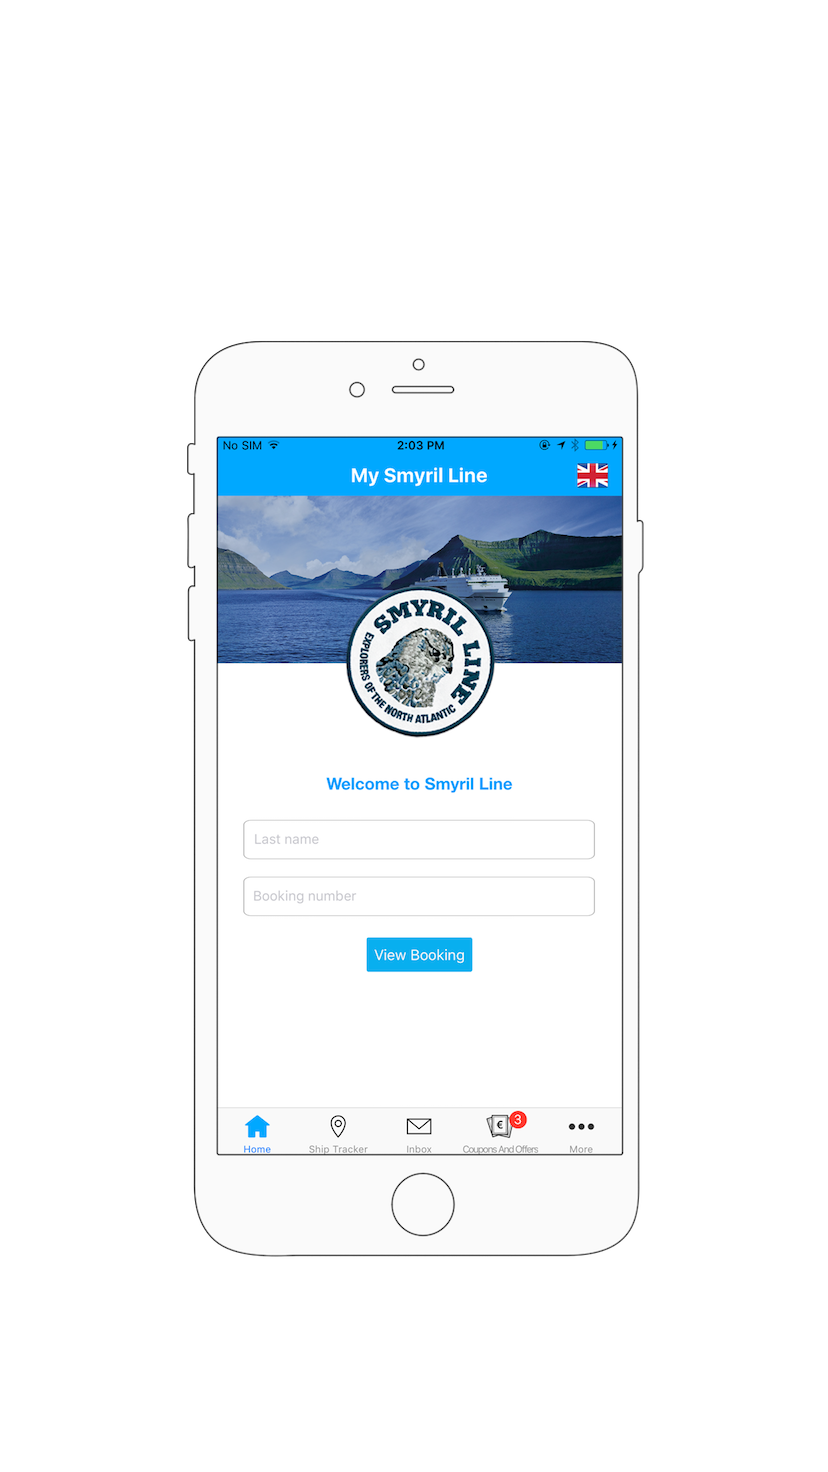 No SIM 2:03 PM
My Smyril Line
SMYRIL LINE
EXPLORERS OF THE NORTH ATLANTIC
Welcome to Smyril Line
Last name
Booking number
View Booking
€ 3
Home Ship Tracker Inbox Coupons And Offers More